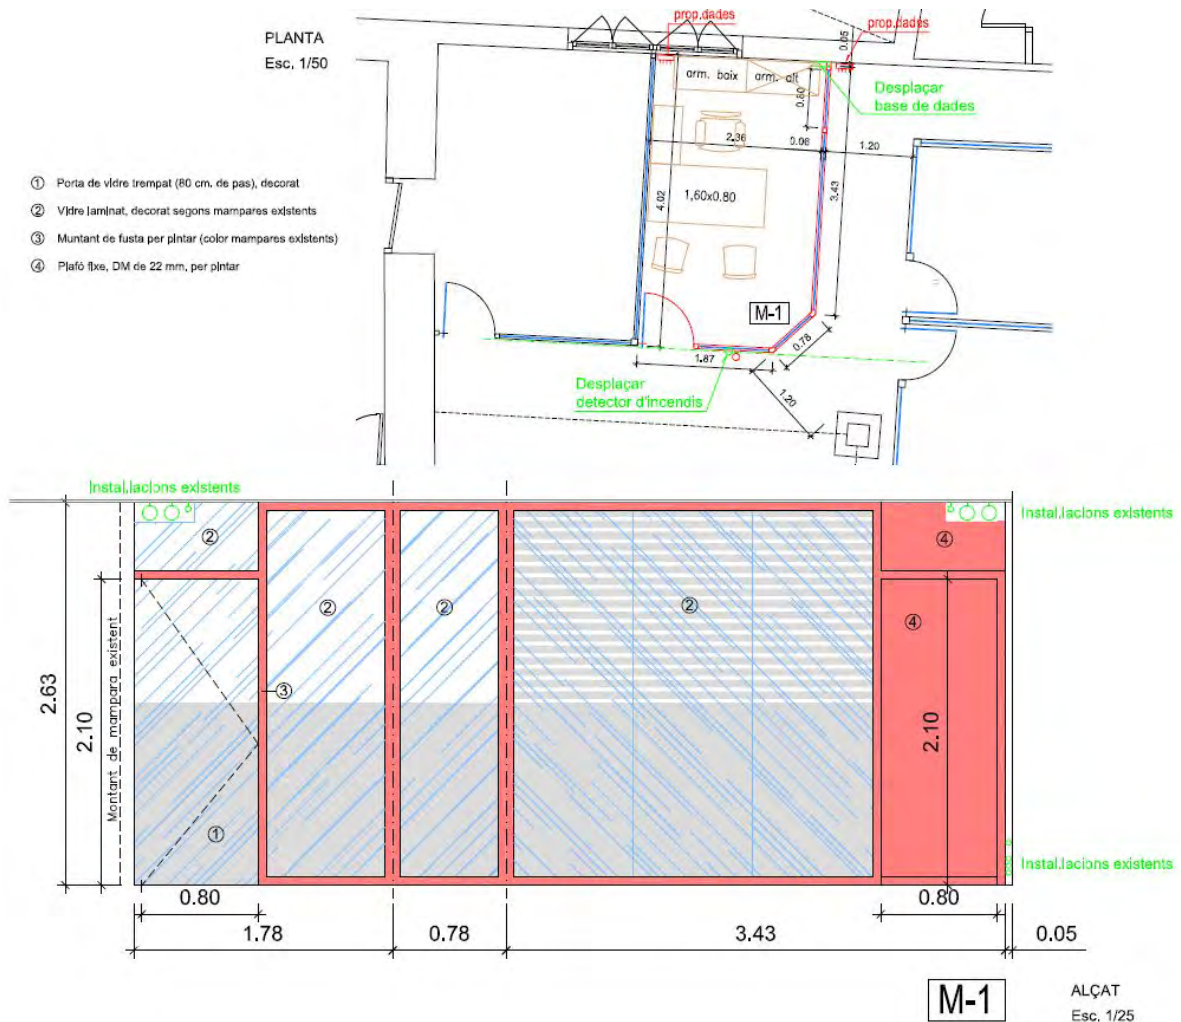 PLANTA
Esc, 1/50
prop.dades
prop.dades
0.05
arm. baix
arm. alt
0.80
Desplaçar
base de dades
2.36
0.06
1.20
1,60x0.80
4.02
3.43
M-1
0.78
1.87
1.20
Desplaçar
detector d'incendis
① Porta de vidre trempat (80 cm. de pas), decorat
② Vidre laminat, decorat segons mampares existents
③ Muntant de fusta per pintar (color mampares existents)
④ Plafó fixe, DM de 22 mm, per pintar
Instal.lacions existents
Instal.lacions existents
②
④
②
②
②
④
③
①
2.63
2.10
Montant de mampara existent
2.10
Instal.lacions existents
0.80
0.80
1.78
0.78
3.43
0.05
M-1
ALÇAT
Esc, 1/25